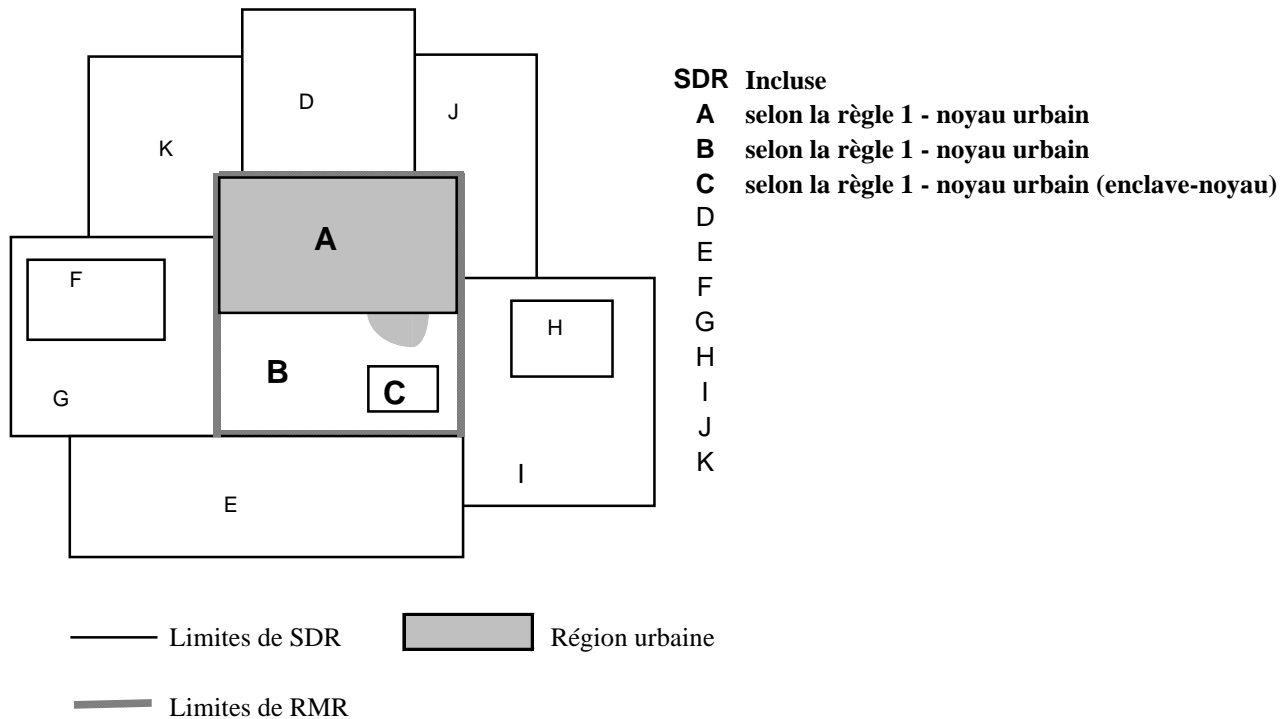 D
J
K
A
F
H
B
C
G
I
E
SDR Incluse
A selon la règle 1 - noyau urbain
B selon la règle 1 - noyau urbain
C selon la règle 1 - noyau urbain (enclave-noyau)
D
E
F
G
H
I
J
K
Limites de SDR
Région urbaine
Limites de RMR